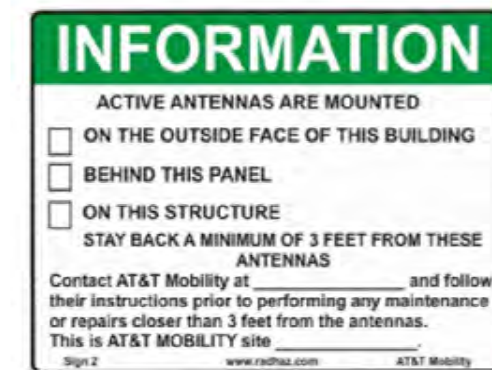 INFORMATION
ACTIVE ANTENNAS ARE MOUNTED
ON THE OUTSIDE FACE OF THIS BUILDING
BEHIND THIS PANEL
ON THIS STRUCTURE
STAY BACK A MINIMUM OF 3 FEET FROM THESE
ANTENNAS
Contact AT&T Mobility at _______________ and follow
their instructions prior to performing any maintenance
or repairs closer than 3 feet from the antennas.
This is AT&T MOBILITY site _______________.
Sign 2 www.radhaz.com AT&T Mobility